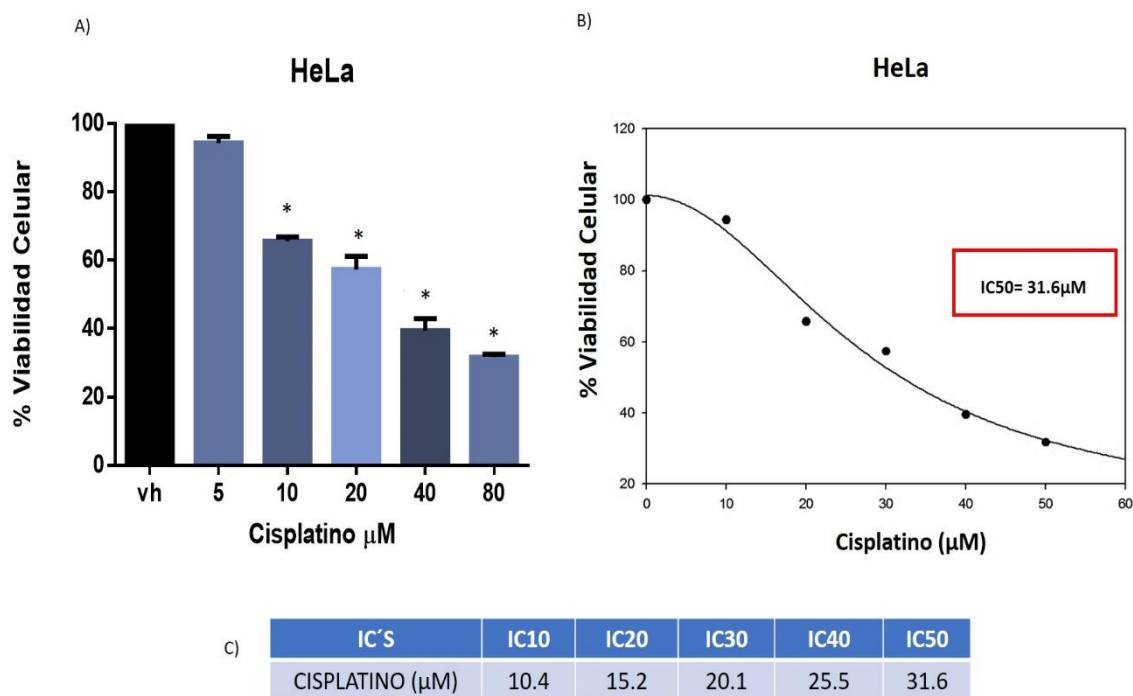 A)
HeLa
% Viabilidad Celular
100
80
60
40
20
0
*
*
*
*
vh 5 10 20 40 80
Cisplatino μM
B)
HeLa
% Viabilidad Celular
120
100
80
60
40
20
IC50= 31.6μM
0 10 20 30 40 50 60
Cisplatino (μM)
C)
IC´S IC10 IC20 IC30 IC40 IC50
CISPLATINO (μM) 10.4 15.2 20.1 25.5 31.6